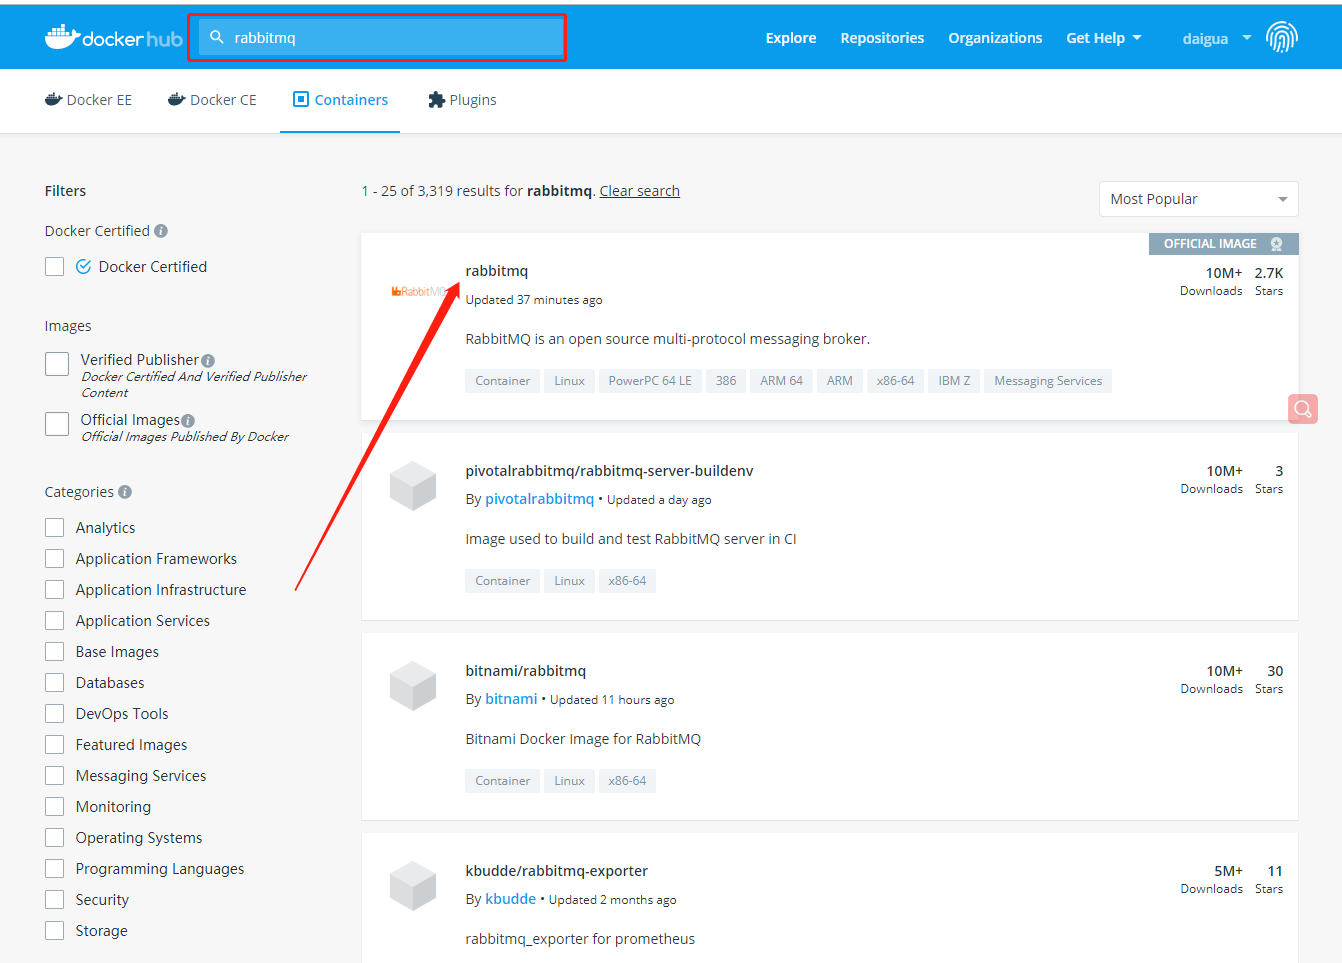 docker hub
rabbitmq
Explore
Repositories
Organizations
Get Help
daigua
Docker EE
Docker CE
Containers
Plugins
Filters
Docker Certified
Docker Certified
Images
Verified Publisher
Docker Certified And Verified Publisher
Content
Official Images
Official Images Published By Docker
Categories
Analytics
Application Frameworks
Application Infrastructure
Application Services
Base Images
Databases
DevOps Tools
Featured Images
Messaging Services
Monitoring
Operating Systems
Programming Languages
Security
Storage
1 - 25 of 3,319 results for rabbitmq. Clear search
Most Popular
OFFICIAL IMAGE
RabbitMQ
rabbitmq
Updated 37 minutes ago
10M+ 2.7K
Downloads Stars
RabbitMQ is an open source multi-protocol messaging broker.
Container Linux PowerPC 64 LE 386 ARM 64 ARM x86-64 IBM Z Messaging Services
pivotalrabbitmq/rabbitmq-server-buildenv
By pivotalrabbitmq • Updated a day ago
10M+ 3
Downloads Stars
Image used to build and test RabbitMQ server in CI
Container Linux x86-64
bitnami/rabbitmq
By bitnami • Updated 11 hours ago
10M+ 30
Downloads Stars
Bitnami Docker Image for RabbitMQ
Container Linux x86-64
kbudde/rabbitmq-exporter
By kbudde • Updated 2 months ago
5M+ 11
Downloads Stars
rabbitmq_exporter for prometheus